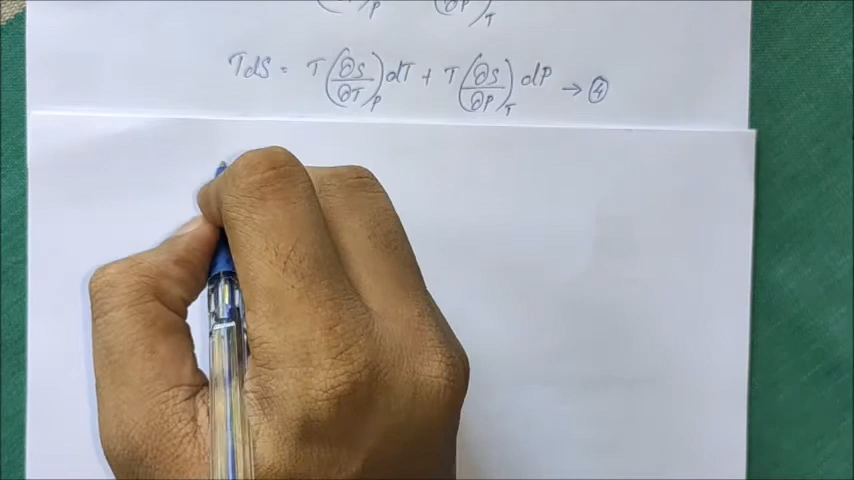 TdS = T(∂S/∂T)_P dT + T(∂S/∂P)_T dP → ④